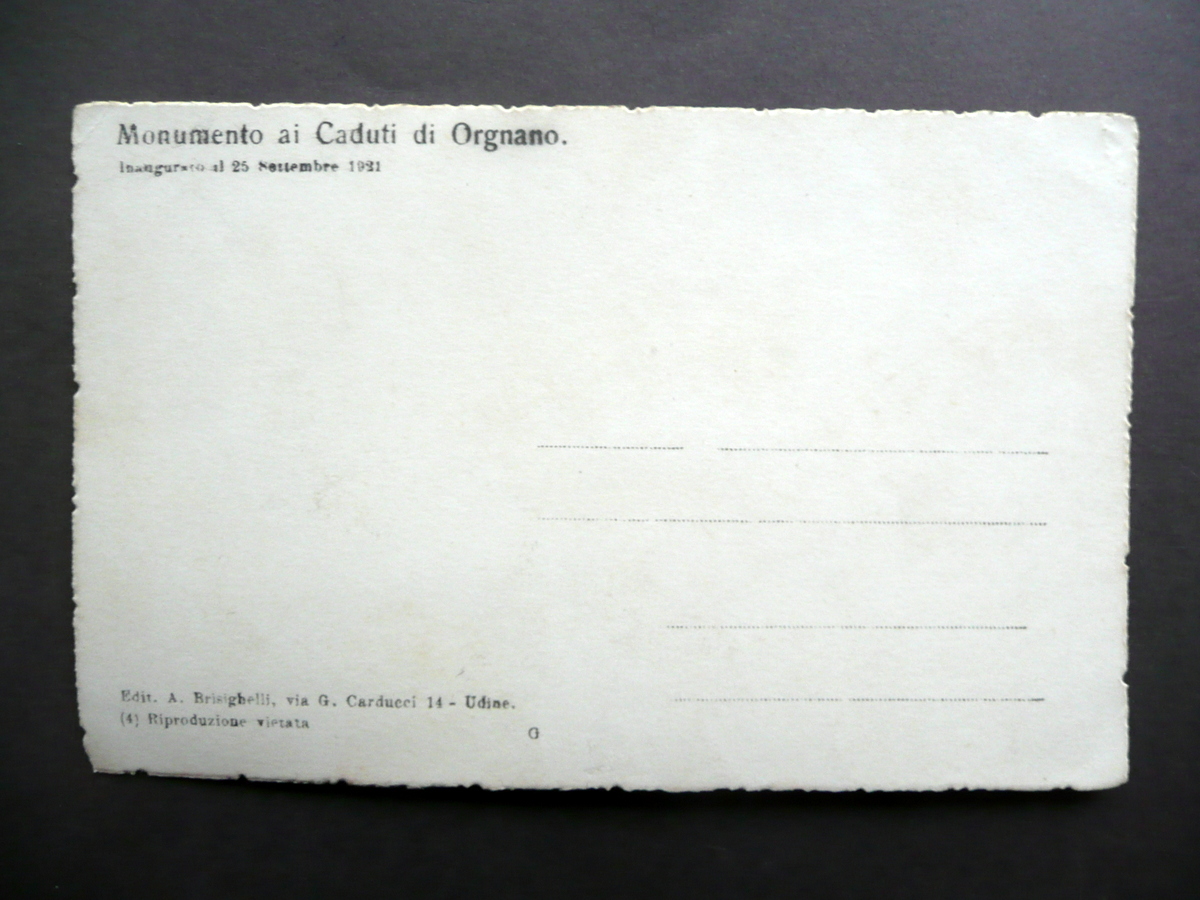 Monumento ai Caduti di Orgnano.
Inaugurato il 25 Settembre 1921
Edit. A. Brisighelli, via G. Carducci 14 - Udine.
(4) Riproduzione vietata
G